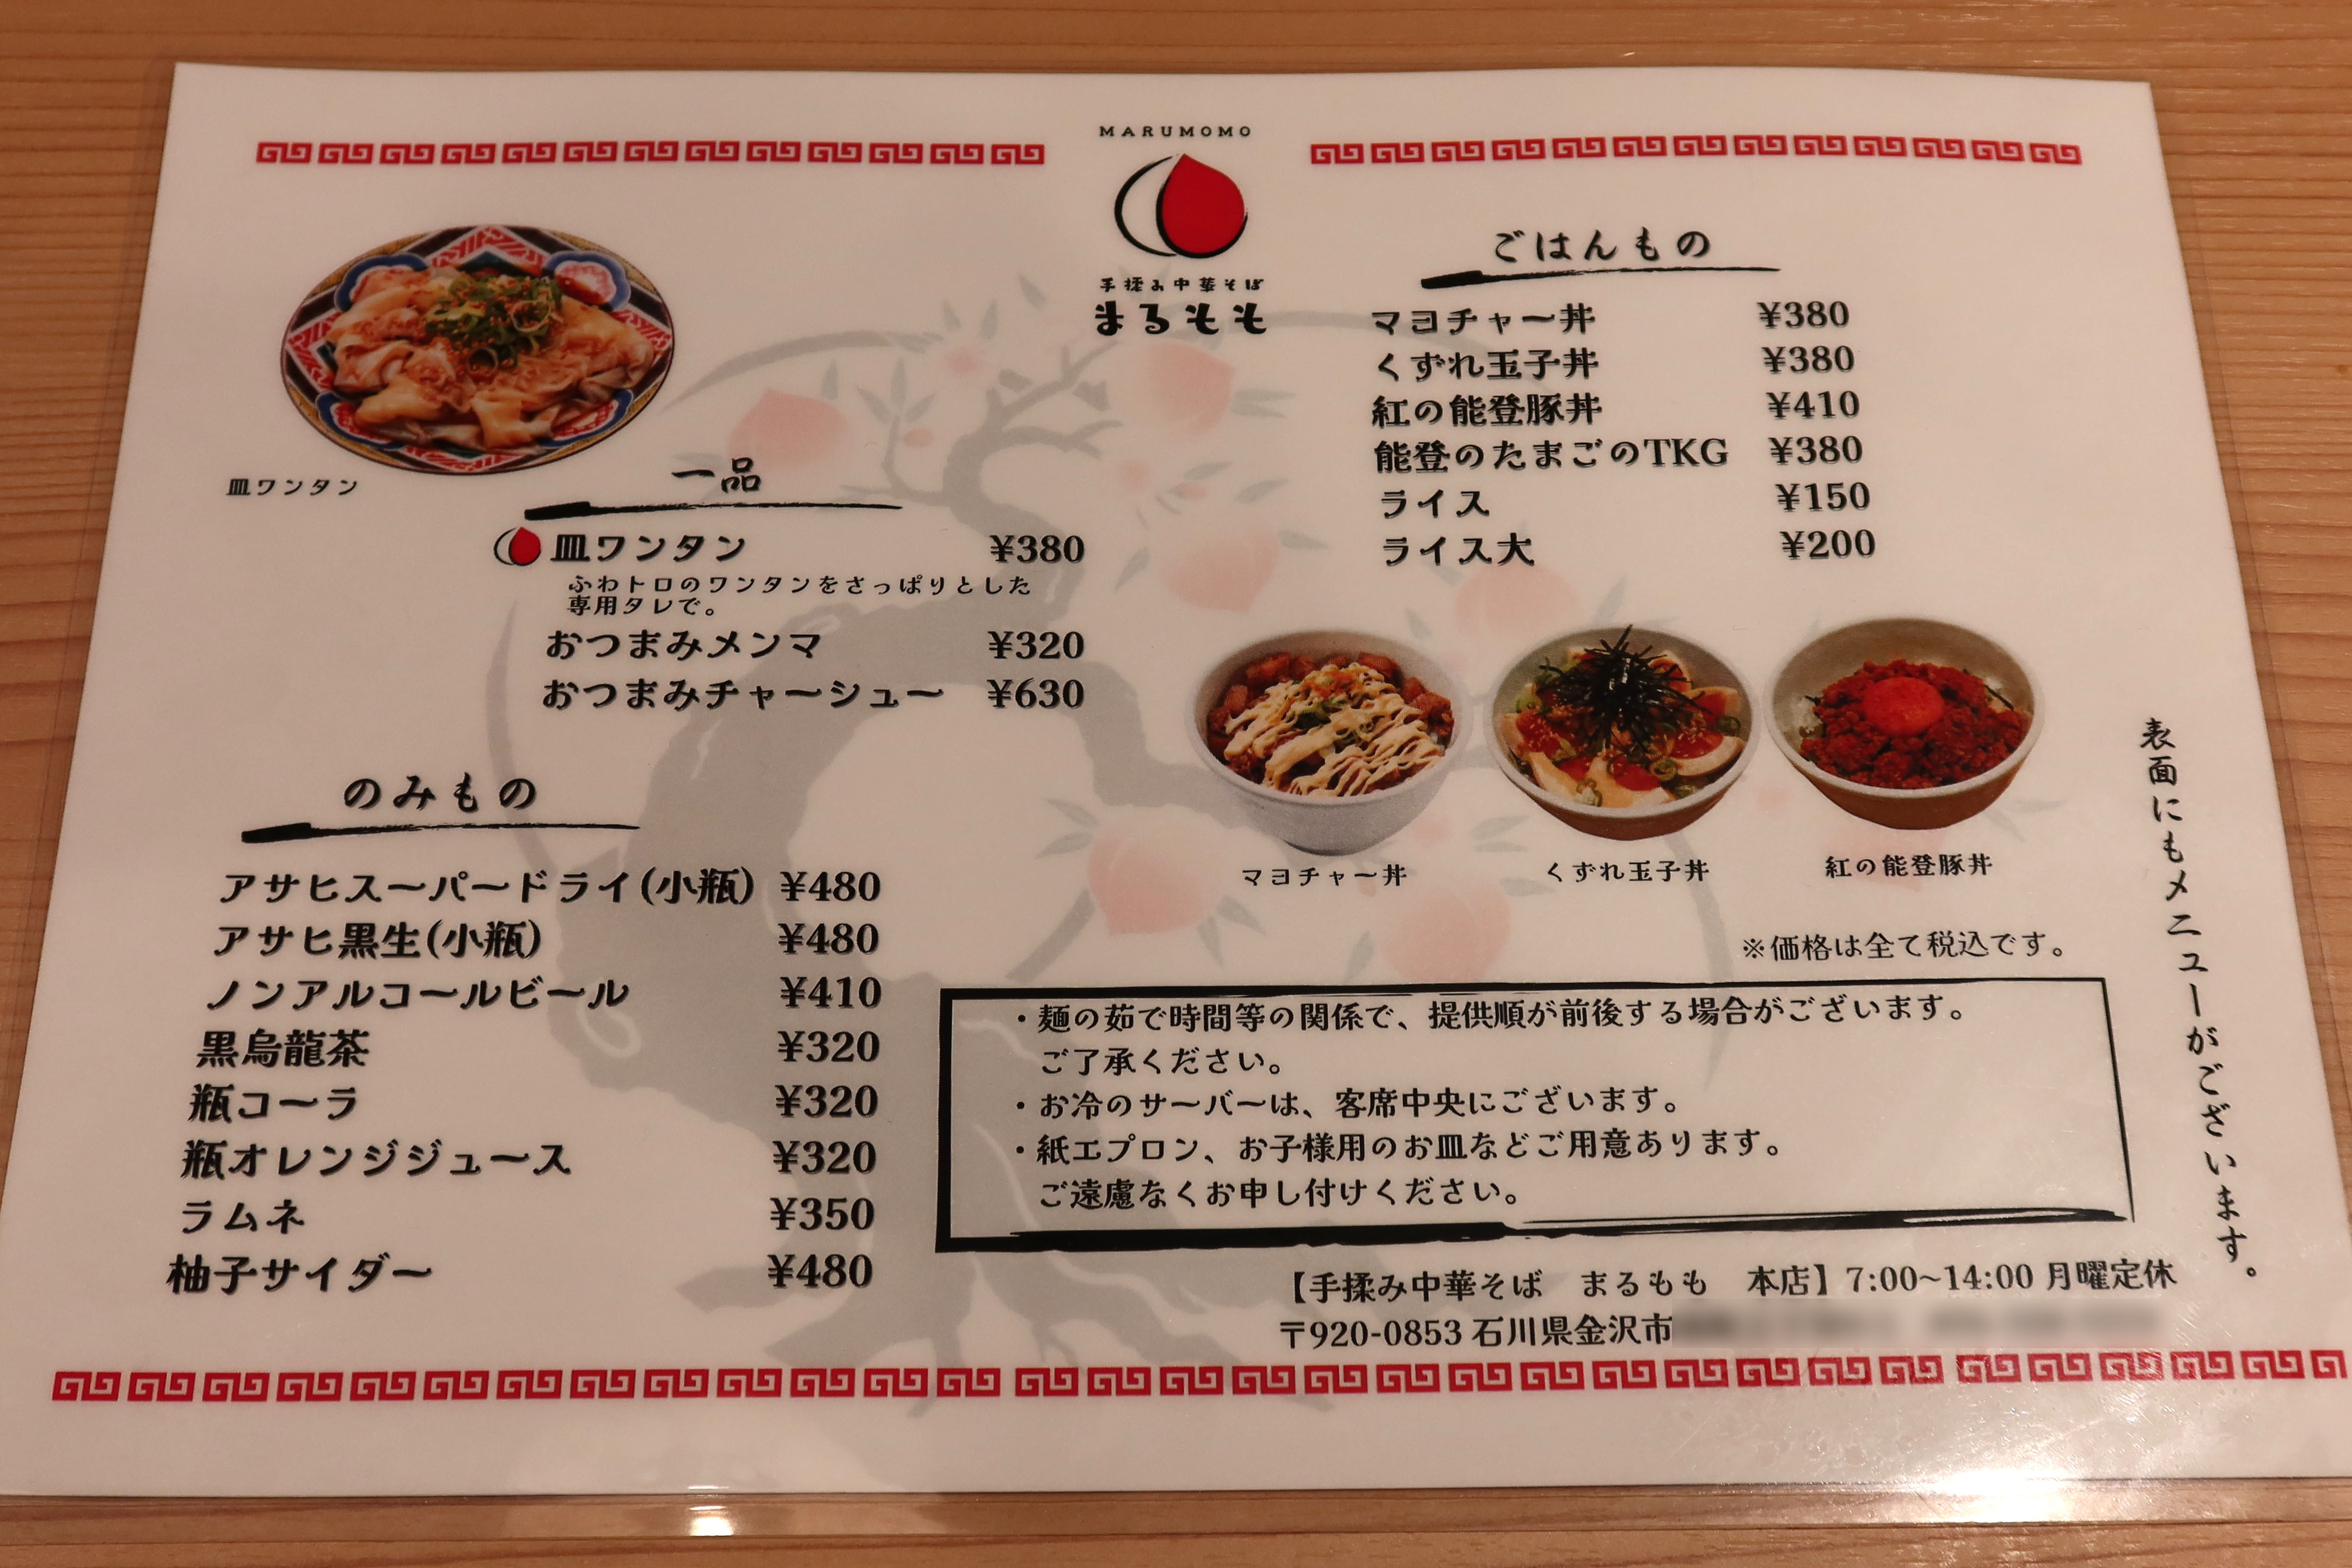 MARUMOMO
手揉み中華そば
まるもも
皿ワンタン
一品
皿ワンタン ¥380
ふわトロのワンタンをさっぱりとした
専用タレで。
おつまみメンマ ¥320
おつまみチャーシュー ¥630
のみもの
アサヒスーパードライ(小瓶) ¥480
アサヒ黒生(小瓶) ¥480
ノンアルコールビール ¥410
黒烏龍茶 ¥320
瓶コーラ ¥320
瓶オレンジジュース ¥320
ラムネ ¥350
柚子サイダー ¥480
ごはんもの
マヨチャー丼 ¥380
くずれ玉子丼 ¥380
紅の能登豚丼 ¥410
能登のたまごのTKG ¥380
ライス ¥150
ライス大 ¥200
マヨチャー丼
くずれ玉子丼
紅の能登豚丼
※価格は全て税込です。
・麺の茹で時間等の関係で、提供順が前後する場合がございます。
ご了承ください。
・お冷のサーバーは、客席中央にございます。
・紙エプロン、お子様用のお皿などご用意あります。
ご遠慮なくお申し付けください。
表面にもメニューがございます。
【手揉み中華そば まるもも 本店】7:00~14:00 月曜定休
〒920-0853 石川県金沢市